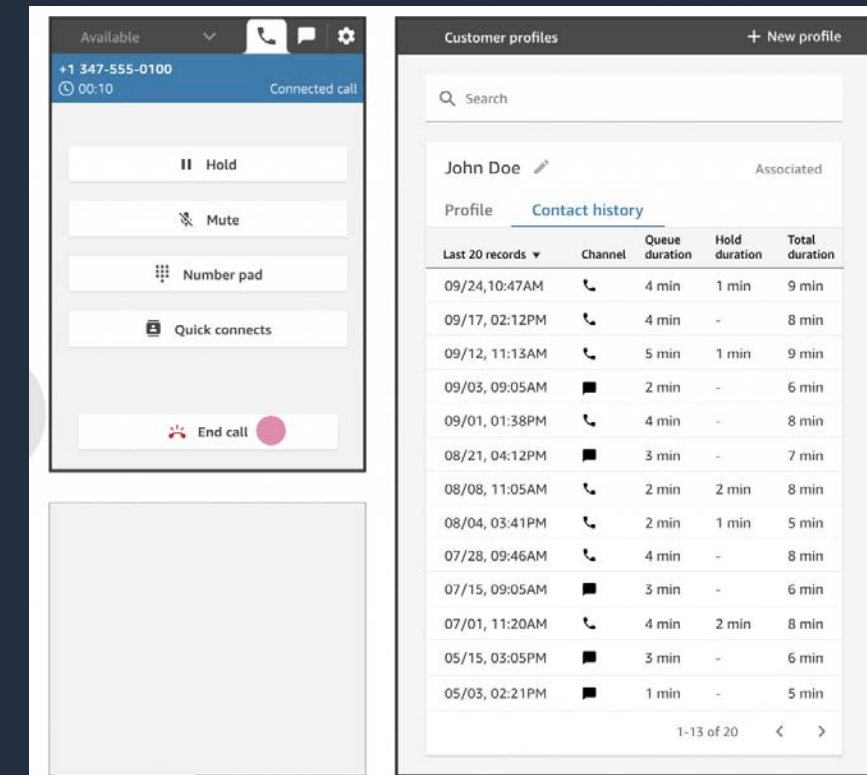 Available
+1 347-555-0100
00:10 Connected call
Hold
Mute
Number pad
Quick connects
End call
Customer profiles + New profile
Search
John Doe Associated
Profile Contact history
Last 20 records ▼ Channel Queue duration Hold duration Total duration
09/24,10:47AM 4 min 1 min 9 min
09/17, 02:12PM 4 min - 8 min
09/12, 11:13AM 5 min 1 min 9 min
09/03, 09:05AM 2 min - 6 min
09/01, 01:38PM 4 min - 8 min
08/21, 04:12PM 3 min - 7 min
08/08, 11:05AM 2 min 2 min 8 min
08/04, 03:41PM 2 min 1 min 5 min
07/28, 09:46AM 4 min - 8 min
07/15, 09:05AM 3 min - 6 min
07/01, 11:20AM 4 min 2 min 8 min
05/15, 03:05PM 3 min - 6 min
05/03, 02:21PM 1 min - 5 min
1-13 of 20 < >